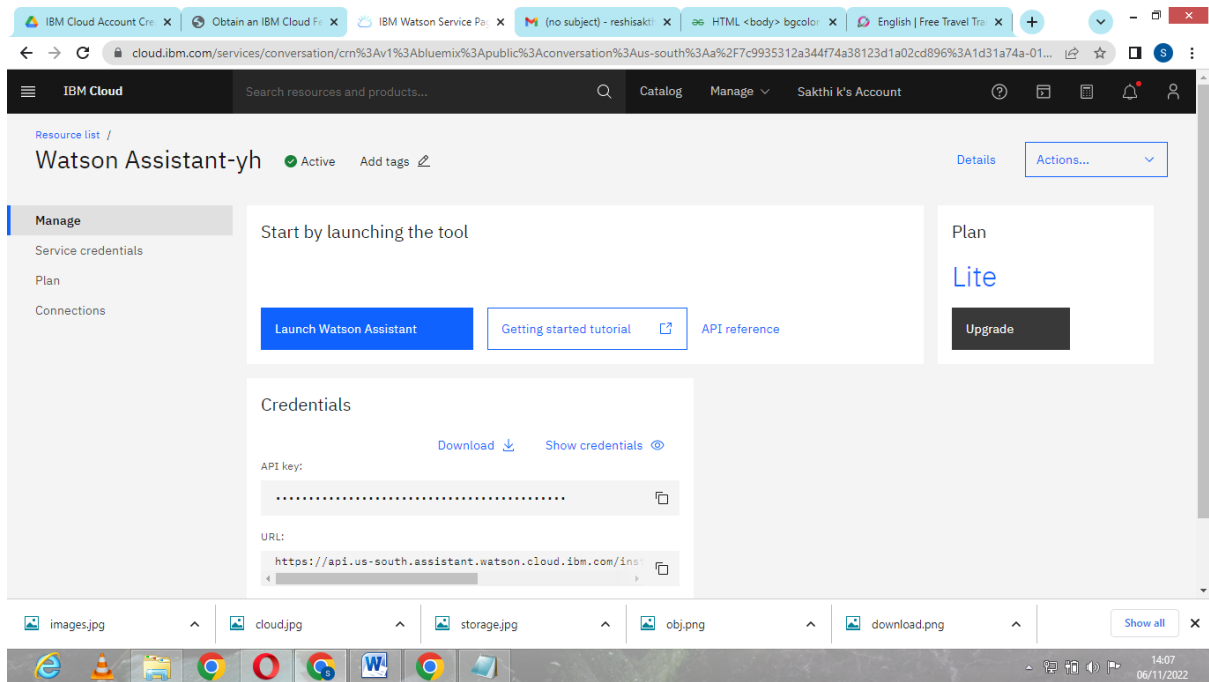 IBM Cloud Account Cre
Obtain an IBM Cloud Fe
IBM Watson Service Pag
(no subject) - reshisakthi
HTML <body> bgcolor
English | Free Travel Tra
cloud.ibm.com/services/conversation/crn%3Av1%3Abluemix%3Apublic%3Aconversation%3Aus-south%3Aa%2F7c9935312a344f74a38123d1a02cd896%3A1d31a74a-01...
S
IBM Cloud
Search resources and products...
Catalog
Manage
Sakthi k's Account
Resource list /
Watson Assistant-yh
Active
Add tags
Details
Actions...
Manage
Service credentials
Plan
Connections
Start by launching the tool
Launch Watson Assistant
Getting started tutorial
API reference
Plan
Lite
Upgrade
Credentials
Download
Show credentials
API key:
URL:
https://api.us-south.assistant.watson.cloud.ibm.com/ins
images.jpg
cloud.jpg
storage.jpg
obj.png
download.png
Show all
14:07
06/11/2022